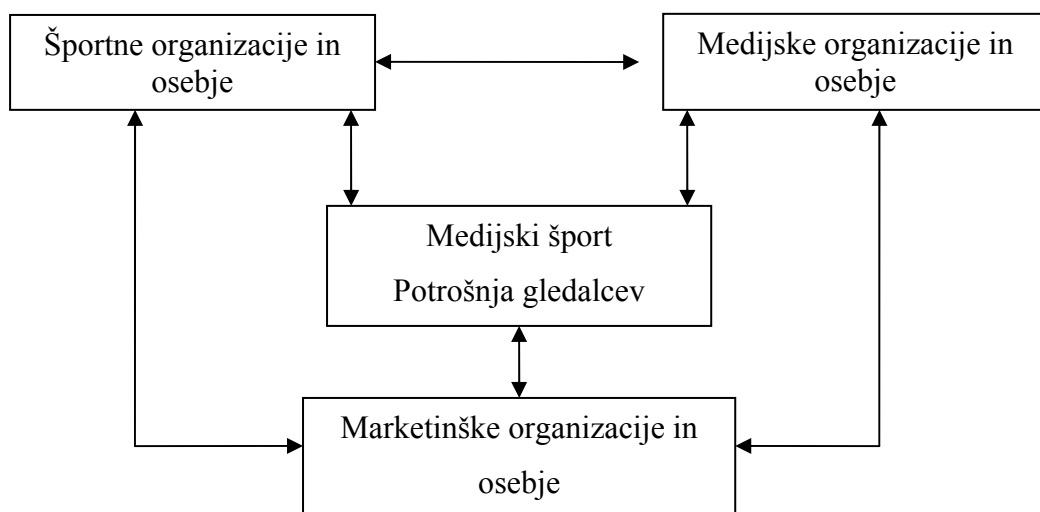 Športne organizacije in
osebje
Medijske organizacije in
osebje
Medijski šport
Potrošnja gledalcev
Marketinške organizacije in
osebje